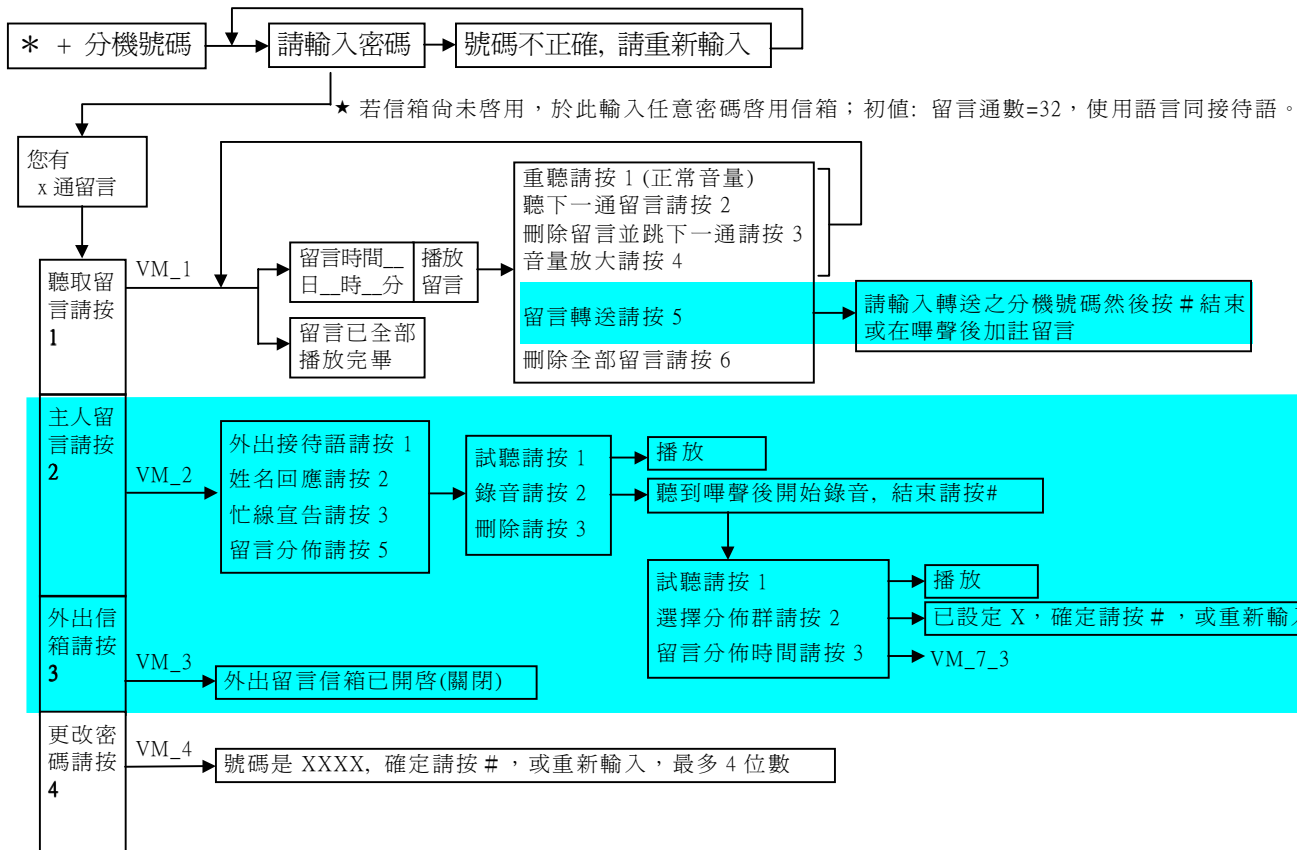 ＊ + 分機號碼
請輸入密碼
號碼不正確, 請重新輸入
★ 若信箱尚未啓用，於此輸入任意密碼啓用信箱；初值: 留言通數=32，使用語言同接待語。
您有
x 通留言
聽取留
言請按
1
VM_1
留言時間__
日__時__分
播放
留言
留言已全部
播放完畢
重聽請按 1 (正常音量)
聽下一通留言請按 2
刪除留言並跳下一通請按 3
音量放大請按 4
留言轉送請按 5
刪除全部留言請按 6
請輸入轉送之分機號碼然後按＃結束
或在嗶聲後加註留言
主人留
言請按
2
VM_2
外出接待語請按 1
姓名回應請按 2
忙線宣告請按 3
留言分佈請按 5
試聽請按 1
錄音請按 2
刪除請按 3
播放
聽到嗶聲後開始錄音, 結束請按#
試聽請按 1
選擇分佈群請按 2
留言分佈時間請按 3
播放
已設定 X，確定請按＃，或重新輸
VM_7_3
外出信
箱請按
3
VM_3
外出留言信箱已開啓(關閉)
更改密
碼請按
4
VM_4
號碼是 XXXX, 確定請按＃，或重新輸入，最多 4 位數